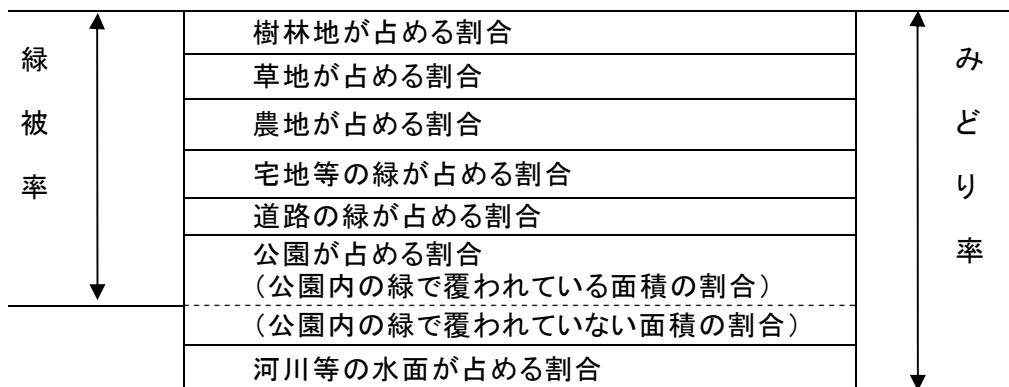 緑被率
樹林地が占める割合
草地が占める割合
農地が占める割合
宅地等の緑が占める割合
道路の緑が占める割合
公園が占める割合
（公園内の緑で覆われている面積の割合）
（公園内の緑で覆われていない面積の割合）
河川等の水面が占める割合
みどり率